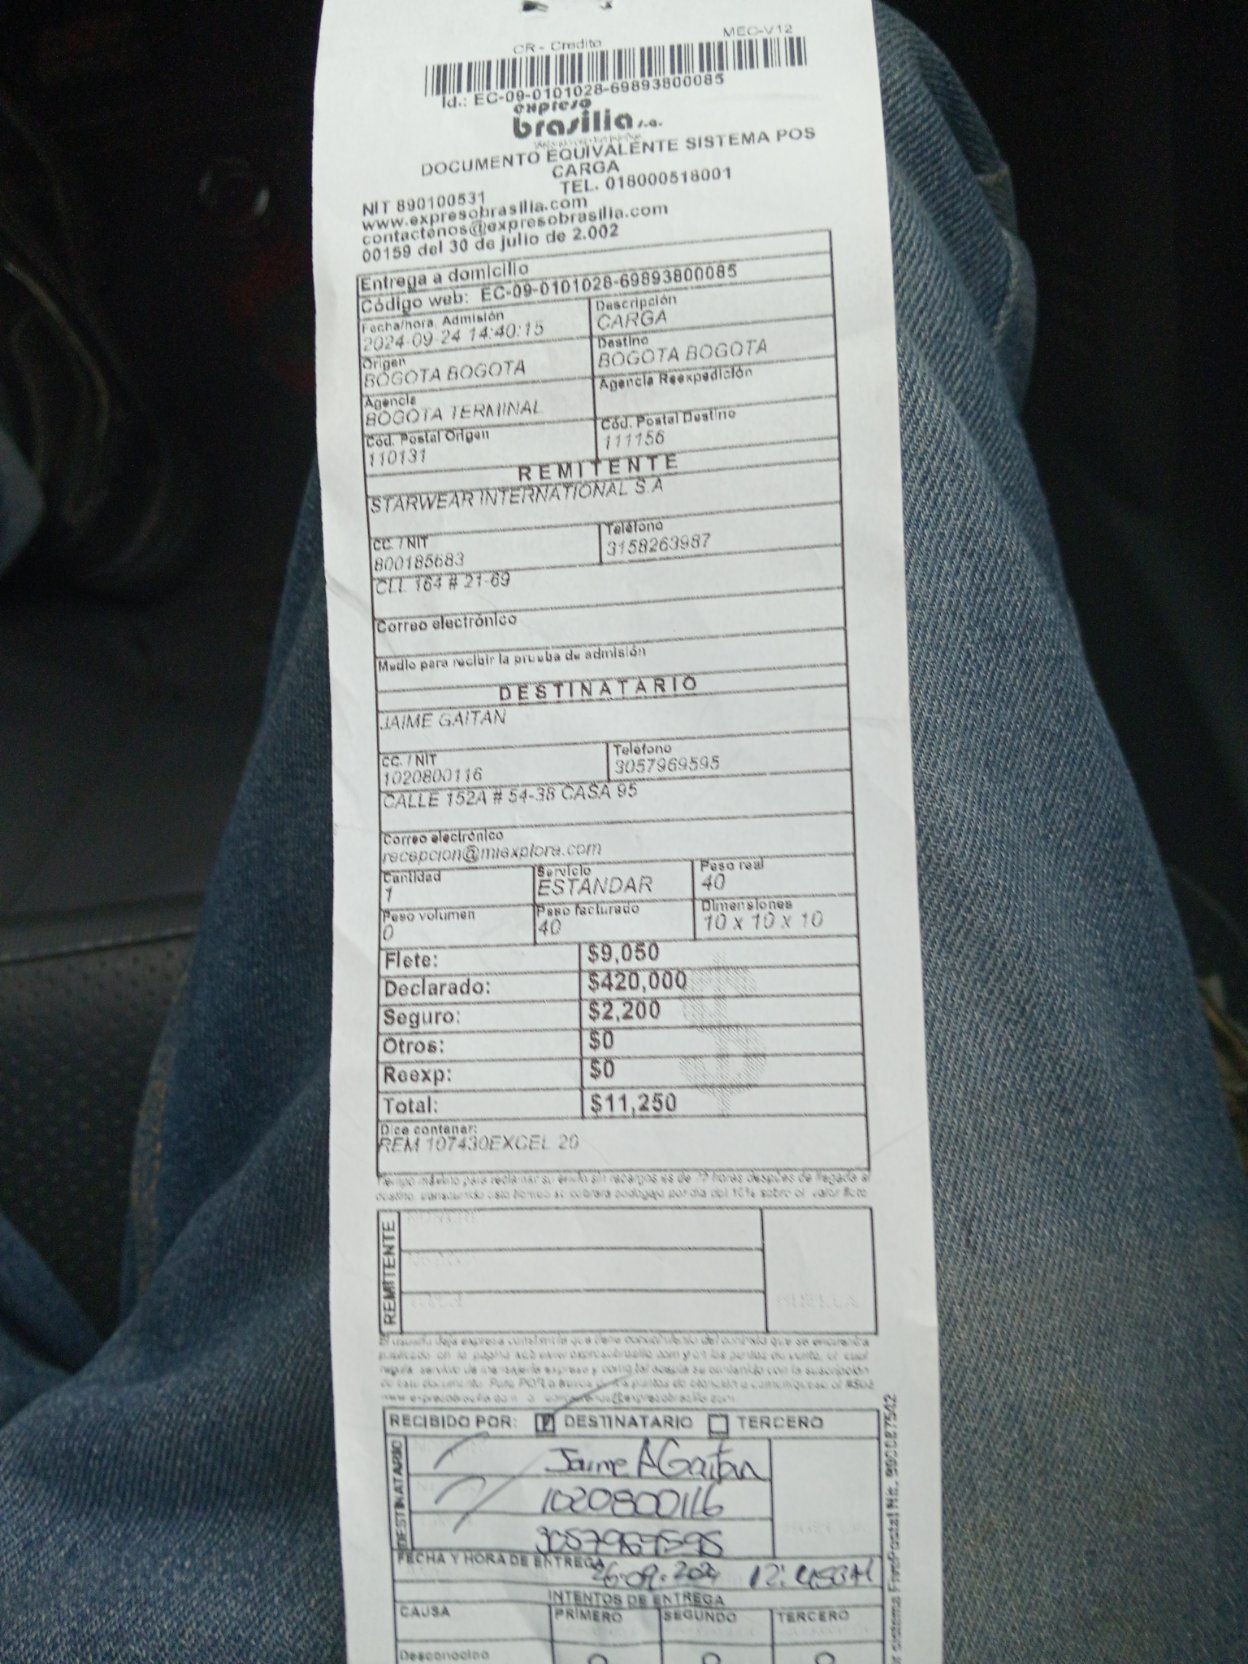 CR - Credito MEC-V12
Id.: EC-09-0101028-69893800085
expreso
brasilia s.a.
DOCUMENTO EQUIVALENTE SISTEMA POS
CARGA
NIT 890100531 TEL. 018000518001
www.expresobrasilia.com
contactenos@expresobrasilia.com
00159 del 30 de julio de 2.002
Entrega a domicilio
Código web: EC-09-0101028-69893800085
Fecha/hora Admisión Descripción
2024-09-24 14:40:15 CARGA
Origen Destino
BOGOTA BOGOTA BOGOTA BOGOTA
Agencia Agencia Reexpedición
BOGOTA TERMINAL
Cód. Postal Origen Cód. Postal Destino
110131 111156
REMITENTE
STARWEAR INTERNATIONAL S.A
CC. / NIT Teléfono
800185683 3158263987
CLL 164 # 21-69
Correo electrónico
Medio para recibir la prueba de admisión
DESTINATARIO
JAIME GAITAN
CC. / NIT Teléfono
1020800116 3057969595
CALLE 152A # 54-38 CASA 95
Correo electrónico
recepcion@miexplora.com
Cantidad Servicio Peso real
1 ESTANDAR 40
Peso volumen Peso facturado Dimensiones
0 40 10 x 10 x 10
Flete: $9,050
Declarado: $420,000
Seguro: $2,200
Otros: $0
Reexp: $0
Total: $11,250
Dice contener:
REM 107430EXCEL 20
REMITENTE
RECIBIDO POR: DESTINATARIO TERCERO
DESTINATARIO
Jaime A Gaitan
1020800116
3057969595
FECHA Y HORA DE ENTREGA
INTENTOS DE ENTREGA
CAUSA PRIMERO SEGUNDO TERCERO
Desconocido